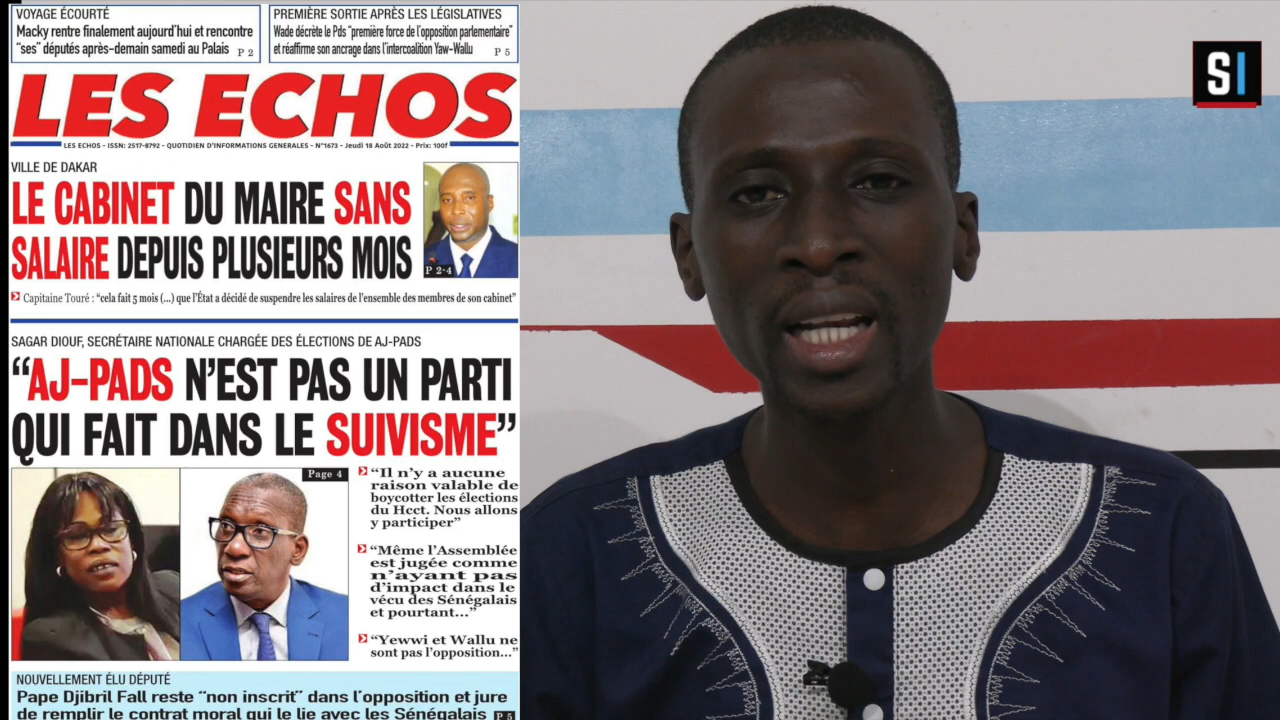 VOYAGE ÉCOURTÉ
Macky rentre finalement aujourd'hui et rencontre
“ses” députés après-demain samedi au Palais P 2
PREMIÈRE SORTIE APRÈS LES LÉGISLATIVES
Wade décrète le Pds “première force de l'opposition parlementaire”
et réaffirme son ancrage dans l'intercoalition Yaw-Wallu P 5
SI
LES ECHOS
LES ECHOS - ISSN: 2517-8792 - QUOTIDIEN D'INFORMATIONS GENERALES - N°1673 - Jeudi 18 Août 2022 - Prix: 100f
VILLE DE DAKAR
LE CABINET DU MAIRE SANS
SALAIRE DEPUIS PLUSIEURS MOIS
P 2-4
Capitaine Touré : “cela fait 5 mois (...) que l'État a décidé de suspendre les salaires de l'ensemble des membres de son cabinet”
SAGAR DIOUF, SECRÉTAIRE NATIONALE CHARGÉE DES ÉLECTIONS DE AJ-PADS
“AJ-PADS N'EST PAS UN PARTI
QUI FAIT DANS LE SUIVISME”
Page 4
“Il n'y a aucune
raison valable de
boycotter les élections
du Hcct. Nous allons
y participer”
“Même l'Assemblée
est jugée comme
n'ayant pas
d'impact dans le
vécu des Sénégalais
et pourtant...”
“Yewwi et Wallu ne
sont pas l'opposition...”
NOUVELLEMENT ÉLU DÉPUTÉ
Pape Djibril Fall reste “non inscrit” dans l'opposition et jure
de remplir le contrat moral qui le lie avec les Sénégalais P 5